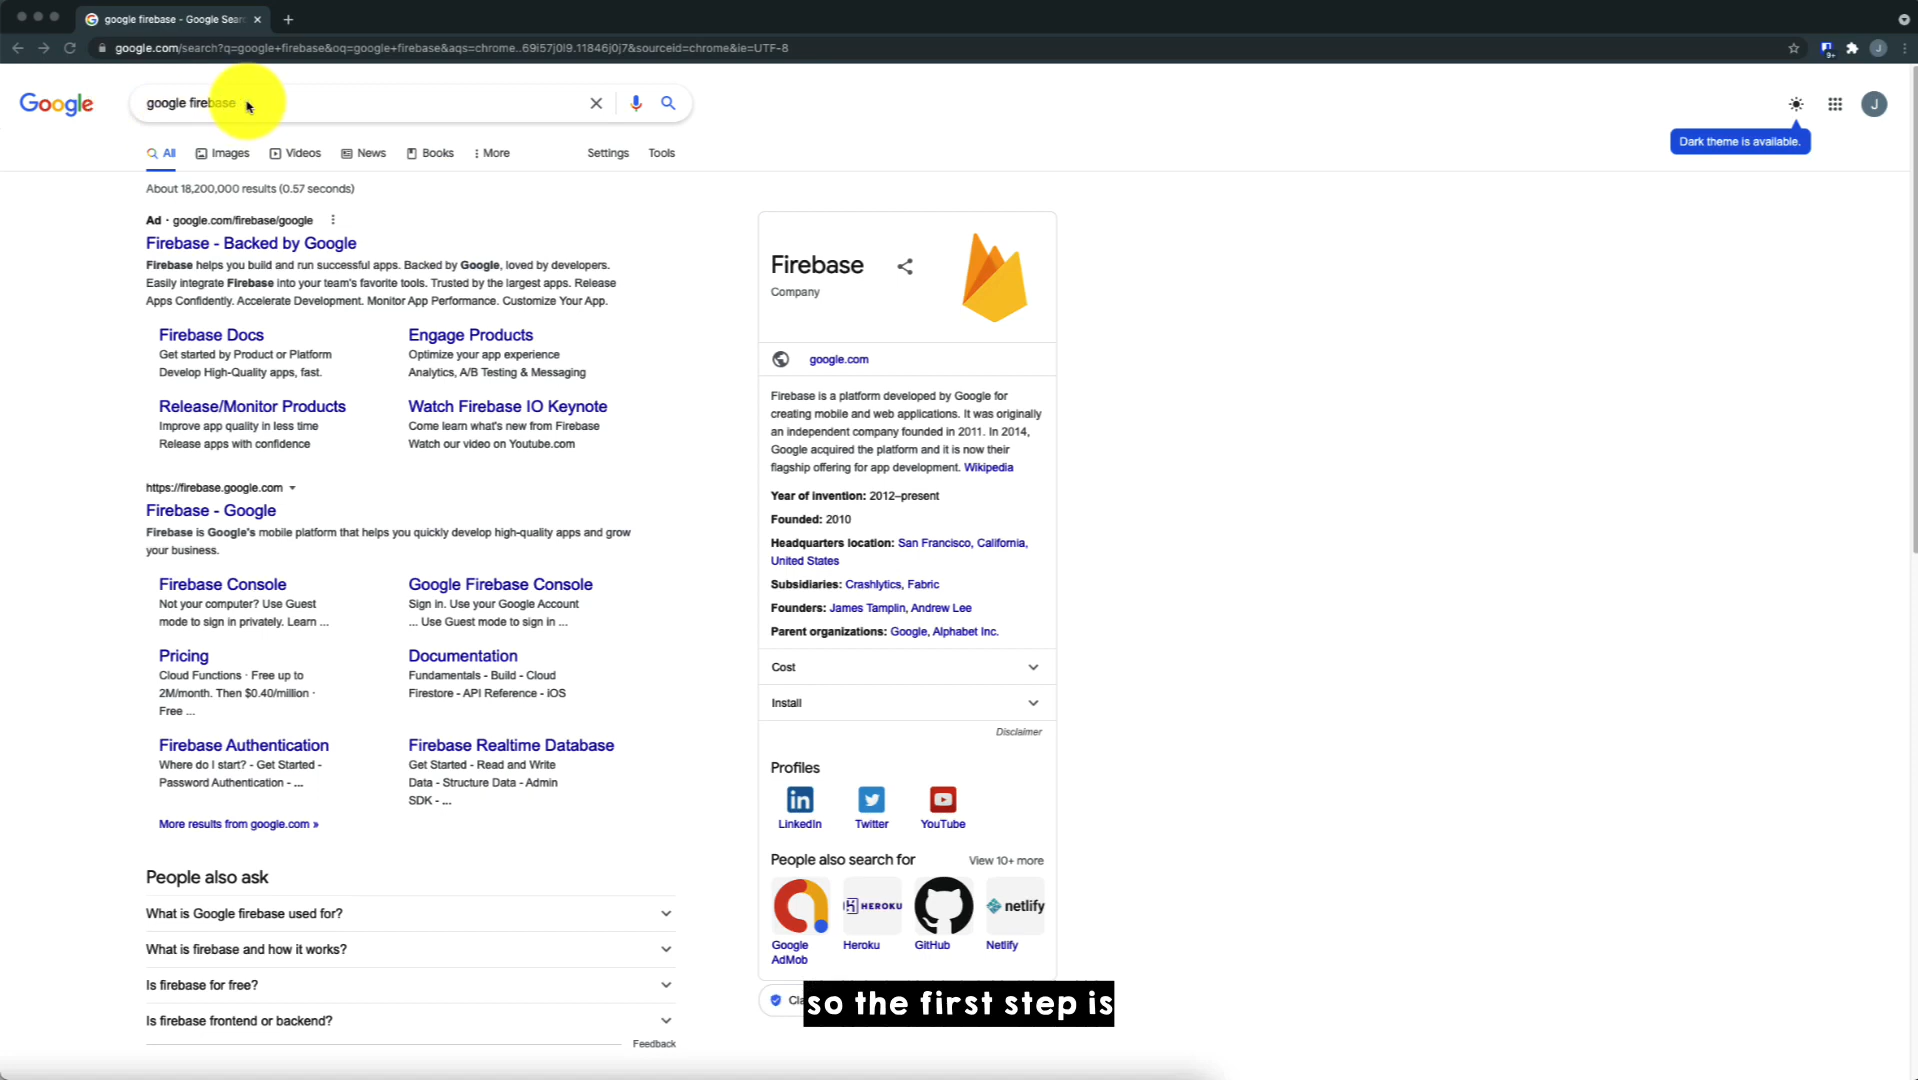 google firebase - Google Sear
google.com/search?q=google+firebase&oq=google+firebase&aqs=chrome..69i57j0l9.11846j0j7&sourceid=chrome&ie=UTF-8
9+
J
Google
google firebase
J
Dark theme is available.
All
Images
Videos
News
Books
More
Settings
Tools
About 18,200,000 results (0.57 seconds)
Ad · google.com/firebase/google
Firebase - Backed by Google
Firebase helps you build and run successful apps. Backed by Google, loved by developers.
Easily integrate Firebase into your team's favorite tools. Trusted by the largest apps. Release
Apps Confidently. Accelerate Development. Monitor App Performance. Customize Your App.
Firebase Docs
Get started by Product or Platform
Develop High-Quality apps, fast.
Engage Products
Optimize your app experience
Analytics, A/B Testing & Messaging
Release/Monitor Products
Improve app quality in less time
Release apps with confidence
Watch Firebase IO Keynote
Come learn what's new from Firebase
Watch our video on Youtube.com
https://firebase.google.com
Firebase - Google
Firebase is Google's mobile platform that helps you quickly develop high-quality apps and grow
your business.
Firebase Console
Not your computer? Use Guest
mode to sign in privately. Learn ...
Google Firebase Console
Sign in. Use your Google Account
... Use Guest mode to sign in ...
Pricing
Cloud Functions · Free up to
2M/month. Then $0.40/million ·
Free ...
Documentation
Fundamentals - Build - Cloud
Firestore - API Reference - iOS
Firebase Authentication
Where do I start? - Get Started -
Password Authentication - ...
Firebase Realtime Database
Get Started - Read and Write
Data - Structure Data - Admin
SDK - ...
More results from google.com »
People also ask
What is Google firebase used for?
What is firebase and how it works?
Is firebase for free?
Is firebase frontend or backend?
Feedback
Firebase
Company
google.com
Firebase is a platform developed by Google for
creating mobile and web applications. It was originally
an independent company founded in 2011. In 2014,
Google acquired the platform and it is now their
flagship offering for app development. Wikipedia
Year of invention: 2012–present
Founded: 2010
Headquarters location: San Francisco, California,
United States
Subsidiaries: Crashlytics, Fabric
Founders: James Tamplin, Andrew Lee
Parent organizations: Google, Alphabet Inc.
Cost
Install
Disclaimer
Profiles
LinkedIn
Twitter
YouTube
People also search for
View 10+ more
HEROKU
netlify
Google
AdMob
Heroku
GitHub
Netlify
Cla
so the first step is